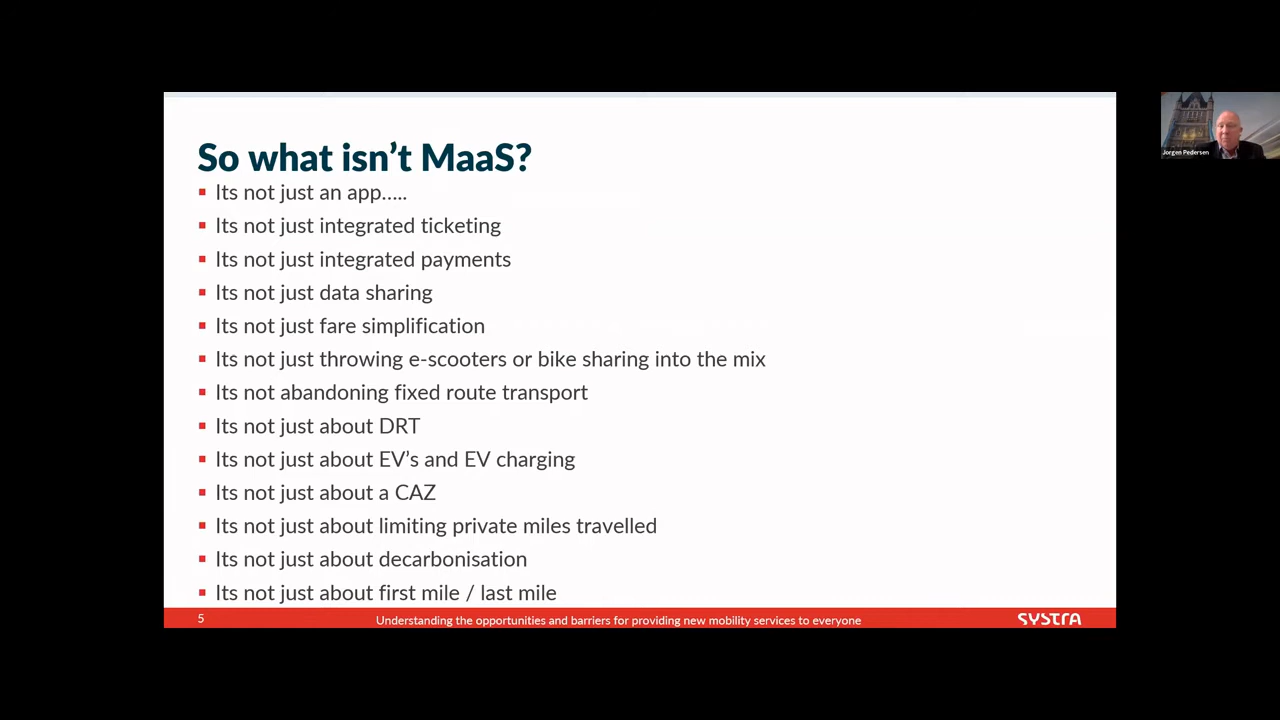 So what isn't MaaS?
Its not just an app.....
Its not just integrated ticketing
Its not just integrated payments
Its not just data sharing
Its not just fare simplification
Its not just throwing e-scooters or bike sharing into the mix
Its not abandoning fixed route transport
Its not just about DRT
Its not just about EV’s and EV charging
Its not just about a CAZ
Its not just about limiting private miles travelled
Its not just about decarbonisation
Its not just about first mile / last mile
5
Understanding the opportunities and barriers for providing new mobility services to everyone
SYSTRA
Jorgen Pedersen